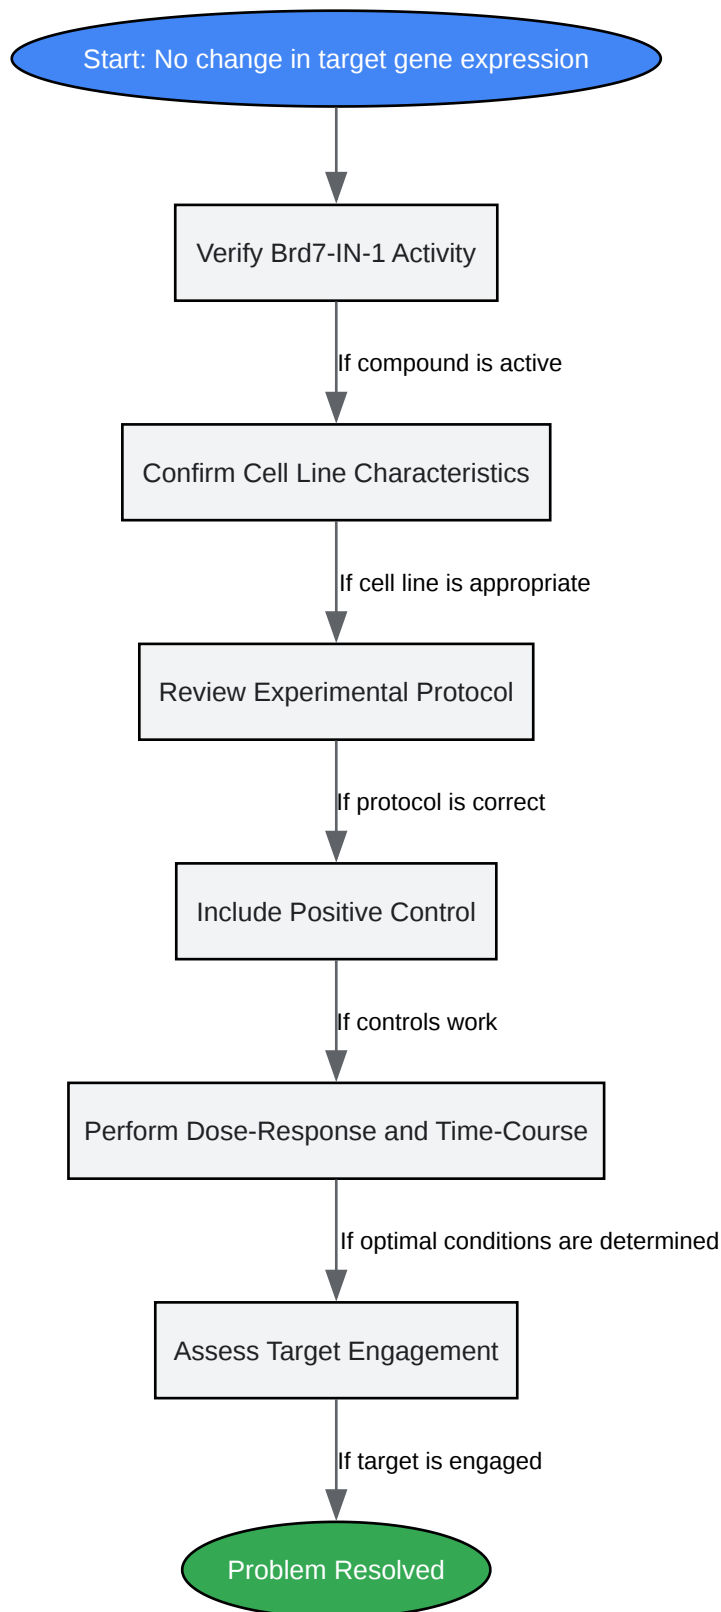 Start: No change in target gene expression
Verify Brd7-IN-1 Activity
If compound is active
Confirm Cell Line Characteristics
If cell line is appropriate
Review Experimental Protocol
If protocol is correct
Include Positive Control
If controls work
Perform Dose-Response and Time-Course
If optimal conditions are determined
Assess Target Engagement
If target is engaged
Problem Resolved